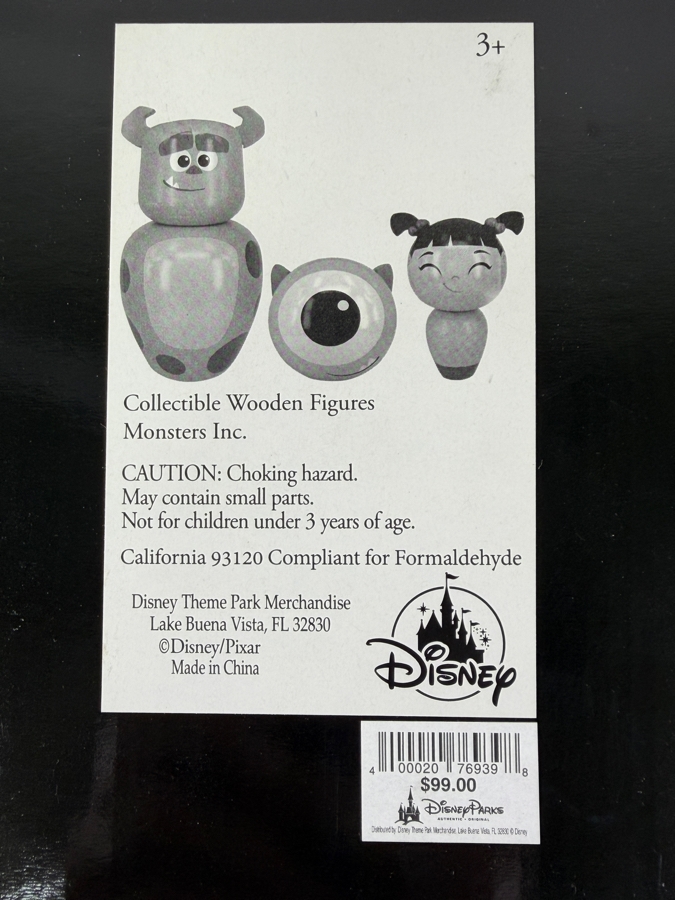 3+
Collectible Wooden Figures
Monsters Inc.
CAUTION: Choking hazard.
May contain small parts.
Not for children under 3 years of age.
California 93120 Compliant for Formaldehyde
Disney Theme Park Merchandise
Lake Buena Vista, FL 32830
©Disney/Pixar
Made in China
Disney
4 00020 76939 8
$99.00
Disney Parks
AUTHENTIC • ORIGINAL
Distributed by Disney Theme Park Merchandise, Lake Buena Vista, FL 32830 © Disney